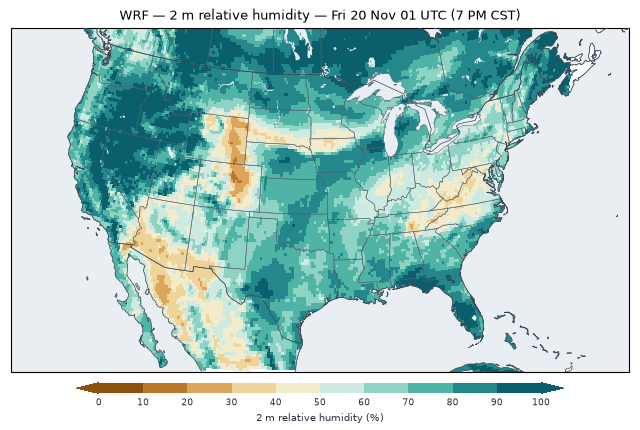 WRF — 2 m relative humidity — Fri 20 Nov 01 UTC (7 PM CST)
0 10 20 30 40 50 60 70 80 90 100
2 m relative humidity (%)